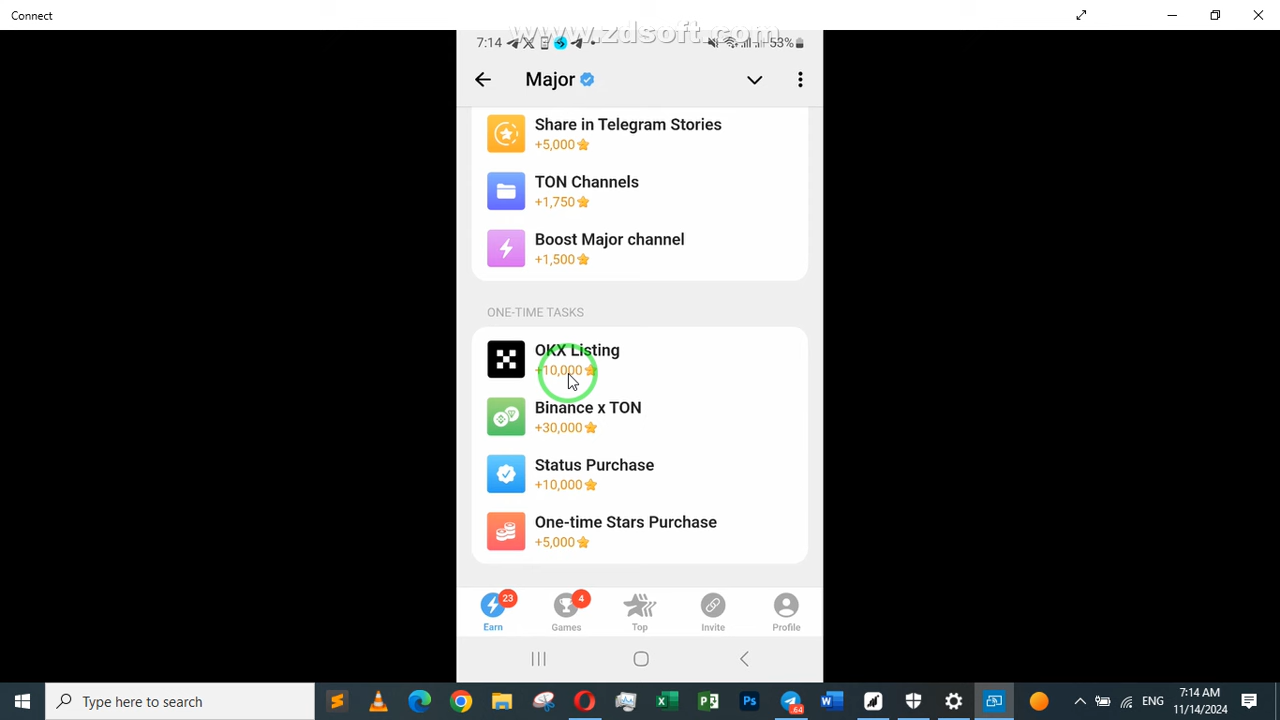 Connect
www.zdsoft.com
7:14
53%
Major
Share in Telegram Stories
+5,000
TON Channels
+1,750
Boost Major channel
+1,500
ONE-TIME TASKS
OKX Listing
+10,000
Binance x TON
+30,000
Status Purchase
+10,000
One-time Stars Purchase
+5,000
23
4
Earn
Games
Top
Invite
Profile
Type here to search
64
ENG
7:14 AM
11/14/2024